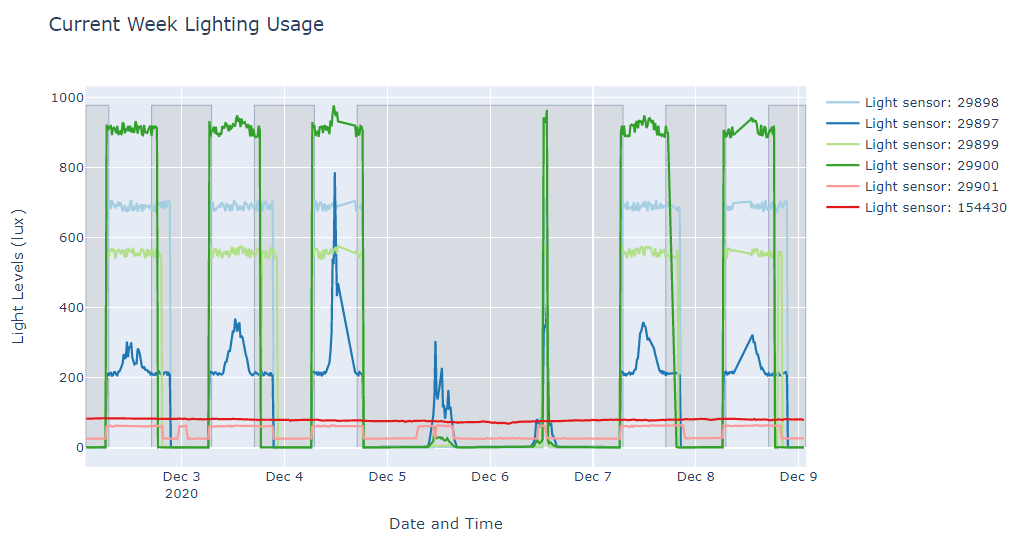 Current Week Lighting Usage
1000
800
600
400
200
0
Light Levels (lux )
Dec 3
2020
Dec 4
Dec 5
Dec 6
Dec 7
Dec 8
Dec 9
Date and Time
Light sensor: 29898
Light sensor: 29897
Light sensor: 29899
Light sensor: 29900
Light sensor: 29901
Light sensor: 154430